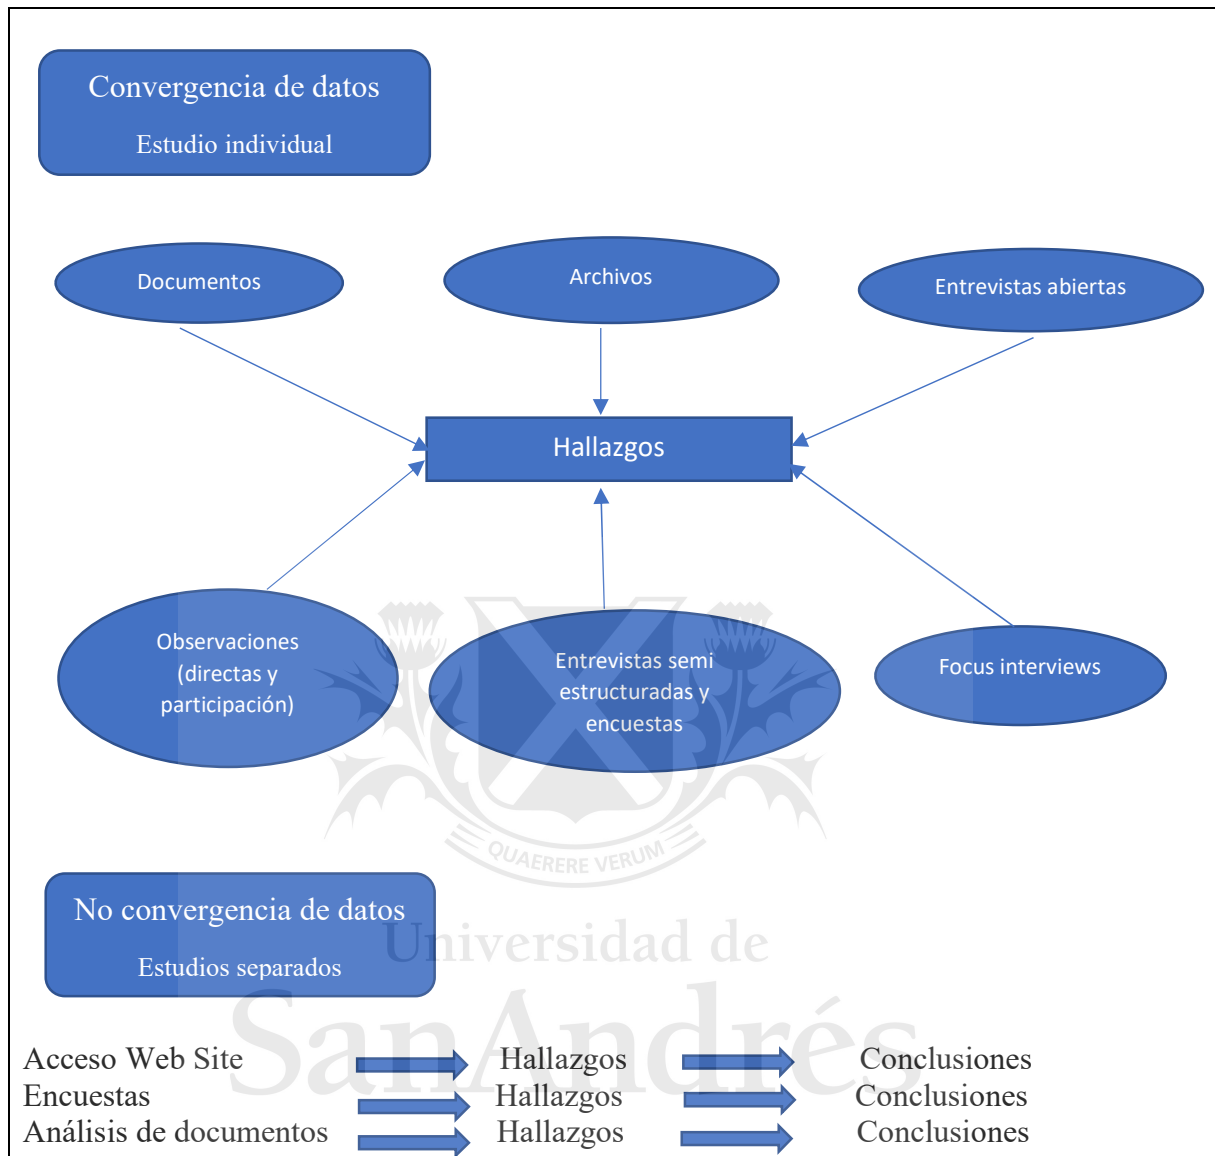 Convergencia de datos
Estudio individual
Documentos
Archivos
Entrevistas abiertas
Hallazgos
Observaciones
(directas y
participación)
Entrevistas semi
estructuradas y
encuestas
Focus interviews
QUAERERE VERUM
No convergencia de datos
Estudios separados
Universidad de
SanAndrés
Acceso Web Site Hallazgos Conclusiones
Encuestas Hallazgos Conclusiones
Análisis de documentos Hallazgos Conclusiones